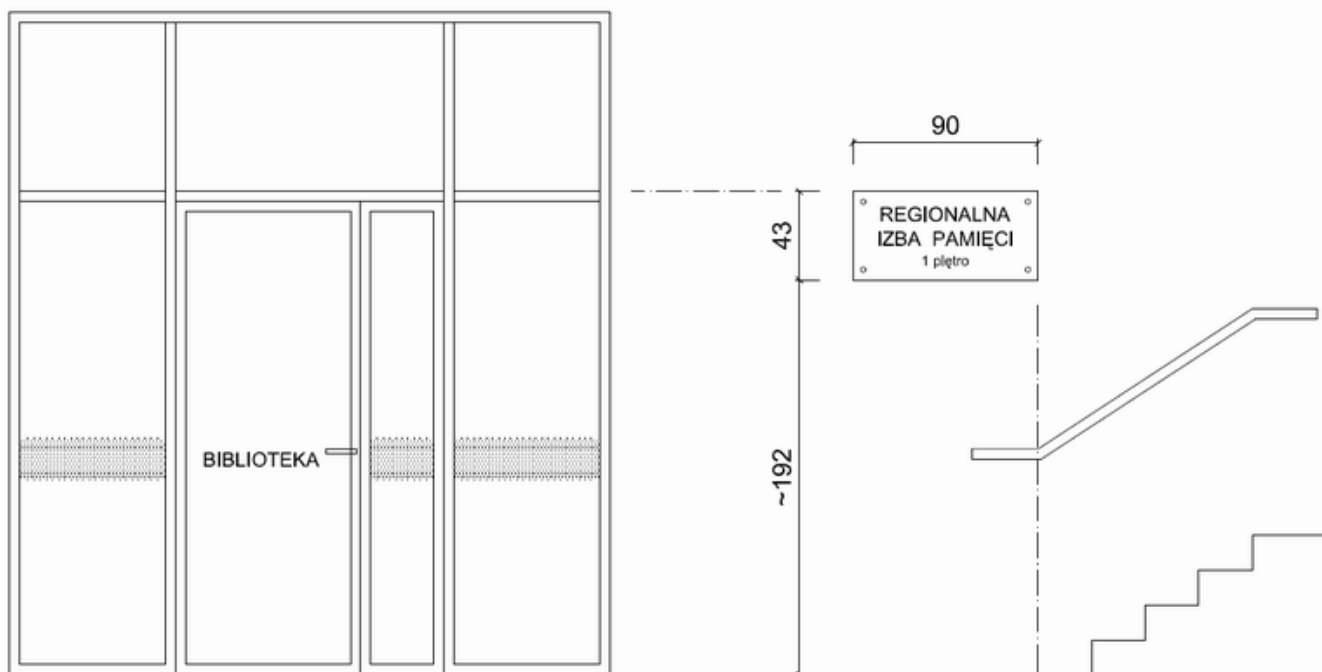 90
43
REGIONALNA
IZBA PAMIĘCI
1 piętro
BIBLIOTEKA
~192